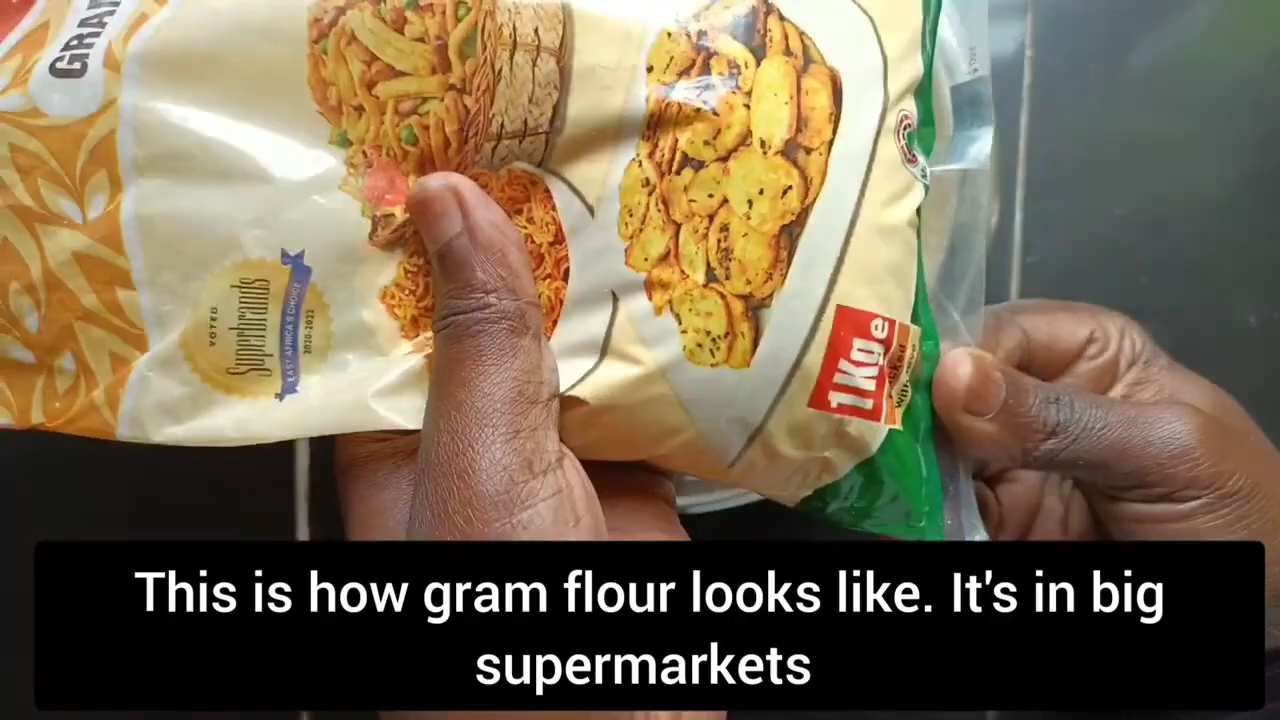 GRA
VOTED
Superbrands
EAST AFRICA'S CHOICE
2020-2023
1Kg e
This is how gram flour looks like. It's in big
supermarkets